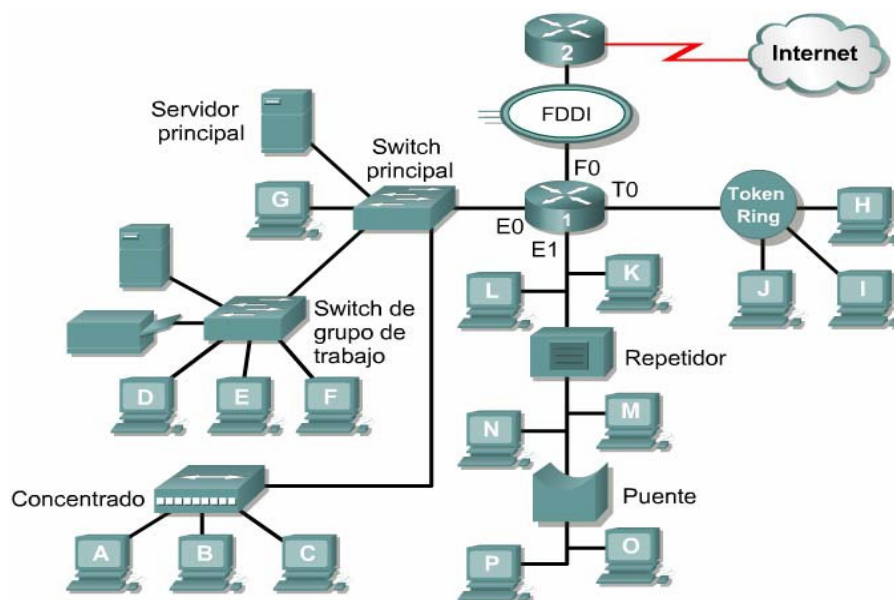 2
Internet
FDDI
Servidor
principal
Switch
principal
F0
T0
G
E0
1
E1
Token
Ring
H
L
K
J
I
Switch de
grupo de
trabajo
Repetidor
D
E
F
N
M
Concentrado
Puente
A
B
C
P
O